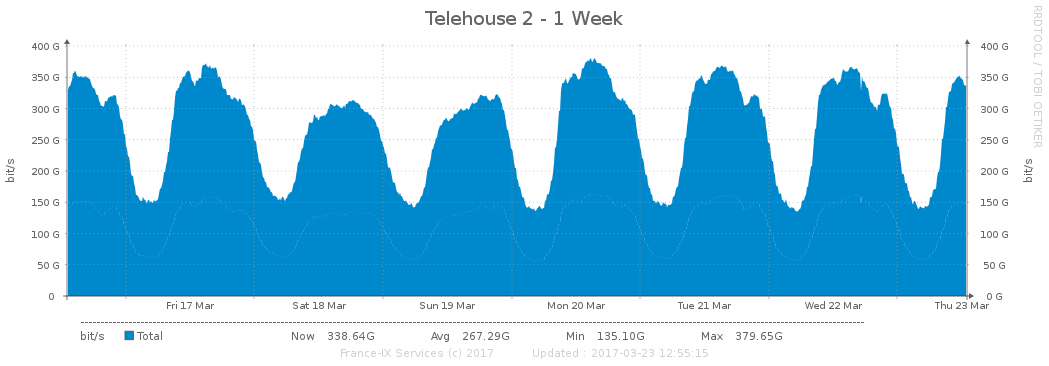 Telehouse 2 - 1 Week
RRDTOOL / TOBI OETIKER
400 G 400 G
350 G 350 G
300 G 300 G
250 G 250 G
200 G 200 G
150 G 150 G
100 G 100 G
50 G 50 G
0 0 G
bit/s bit/s
Fri 17 Mar Sat 18 Mar Sun 19 Mar Mon 20 Mar Tue 21 Mar Wed 22 Mar Thu 23 Mar
bit/s Total Now 338.64G Avg 267.29G Min 135.10G Max 379.65G
France-IX Services (c) 2017 Updated : 2017-03-23 12:55:15